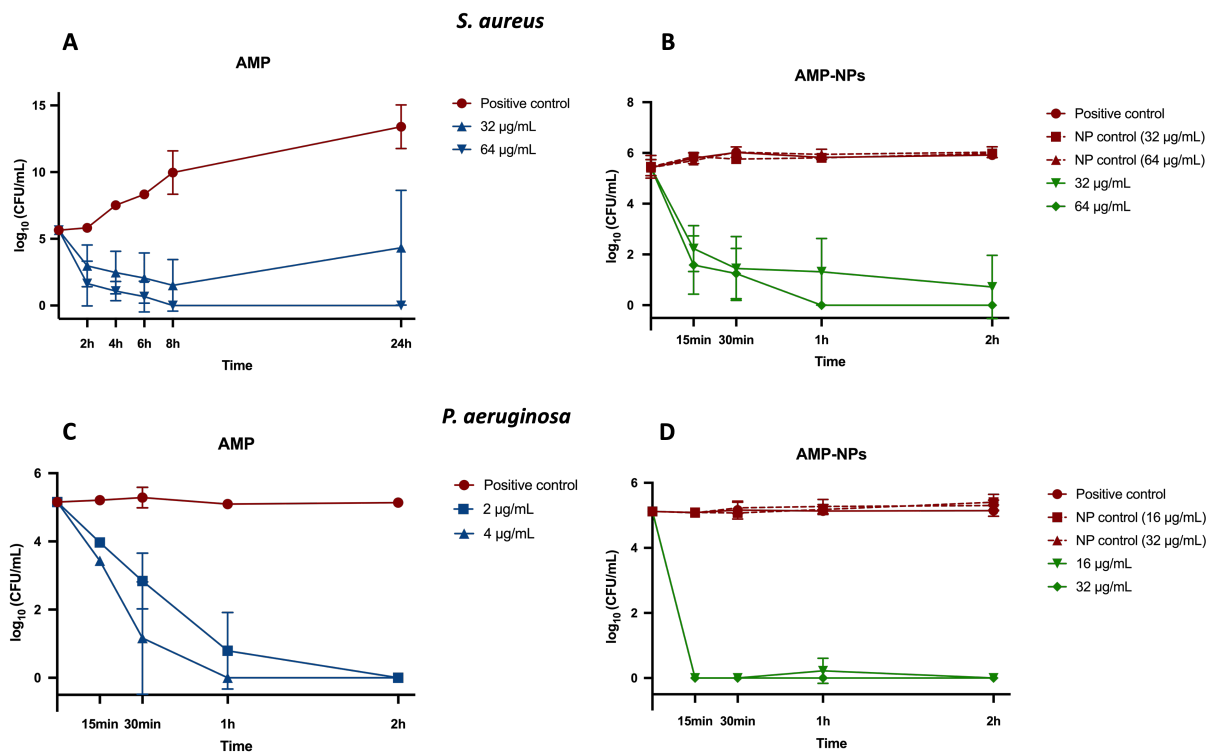 S. aureus
A
AMP
15
10
5
0
log10 (CFU/mL)
2h 4h 6h 8h 24h
Time
Positive control
32 µg/mL
64 µg/mL
B
AMP-NPs
8
6
4
2
0
log10 (CFU/mL)
15min 30min 1h 2h
Time
Positive control
NP control (32 µg/mL)
NP control (64 µg/mL)
32 µg/mL
64 µg/mL
P. aeruginosa
C
AMP
6
4
2
0
log10 (CFU/mL)
15min 30min 1h 2h
Time
Positive control
2 µg/mL
4 µg/mL
D
AMP-NPs
6
4
2
0
log10 (CFU/mL)
15min 30min 1h 2h
Time
Positive control
NP control (16 µg/mL)
NP control (32 µg/mL)
16 µg/mL
32 µg/mL